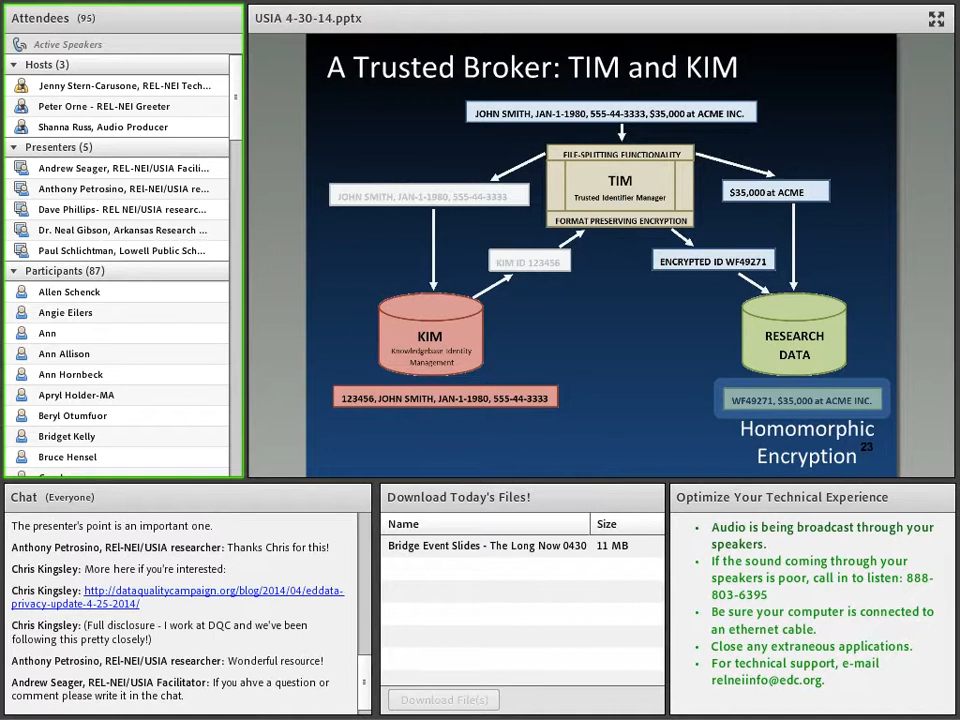 Attendees (95)
Active Speakers
Hosts (3)
Jenny Stern-Carusone, REL-NEI Tech...
Peter Orne - REL-NEI Greeter
Shanna Russ, Audio Producer
Presenters (5)
Andrew Seager, REL-NEI/USIA Facili...
Anthony Petrosino, REL-NEI/USIA re...
Dave Phillips- REL NEI/USIA researc...
Dr. Neal Gibson, Arkansas Research ...
Paul Schlichtman, Lowell Public Sch...
Participants (87)
Allen Schenck
Angie Eilers
Ann
Ann Allison
Ann Hornbeck
Apryl Holder-MA
Beryl Otumfuor
Bridget Kelly
Bruce Hensel
USIA 4-30-14.pptx
A Trusted Broker: TIM and KIM
JOHN SMITH, JAN-1-1980, 555-44-3333, $35,000 at ACME INC.
FILE-SPLITTING FUNCTIONALITY
TIM
Trusted Identifier Manager
FORMAT PRESERVING ENCRYPTION
JOHN SMITH, JAN-1-1980, 555-44-3333
$35,000 at ACME
KIM ID 123456
ENCRYPTED ID WF49271
KIM
Knowledgebase Identity
Management
RESEARCH
DATA
123456, JOHN SMITH, JAN-1-1980, 555-44-3333
WF49271, $35,000 at ACME INC.
Homomorphic
Encryption
23
Chat (Everyone)
The presenter's point is an important one.
Anthony Petrosino, REl-NEI/USIA researcher: Thanks Chris for this!
Chris Kingsley: More here if you're interested:
Chris Kingsley: http://dataqualitycampaign.org/blog/2014/04/eddata-
privacy-update-4-25-2014/
Chris Kingsley: (Full disclosure - I work at DQC and we've been
following this pretty closely!)
Anthony Petrosino, REl-NEI/USIA researcher: Wonderful resource!
Andrew Seager, REL-NEI/USIA Facilitator: If you ahve a question or
comment please write it in the chat.
Download Today's Files!
Name Size
Bridge Event Slides - The Long Now 0430 11 MB
Download File(s)
Optimize Your Technical Experience
• Audio is being broadcast through your
speakers.
• If the sound coming through your
speakers is poor, call in to listen: 888-
803-6395
• Be sure your computer is connected to
an ethernet cable.
• Close any extraneous applications.
• For technical support, e-mail
relneiinfo@edc.org.